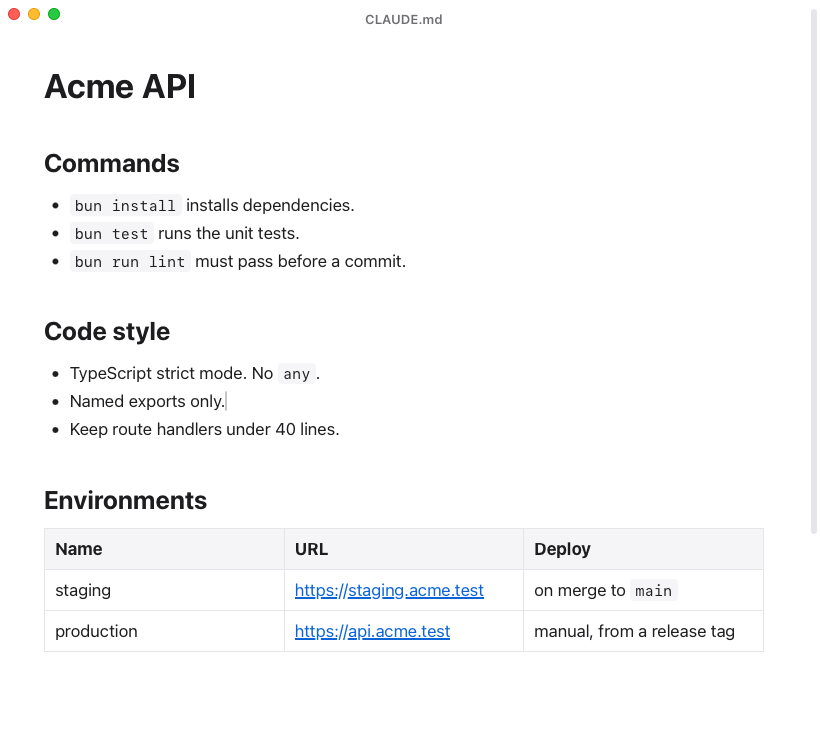 CLAUDE.md
Acme API
Commands
bun install installs dependencies.
bun test runs the unit tests.
bun run lint must pass before a commit.
Code style
TypeScript strict mode. No any.
Named exports only.
Keep route handlers under 40 lines.
Environments
Name URL Deploy
staging https://staging.acme.test on merge to main
production https://api.acme.test manual, from a release tag